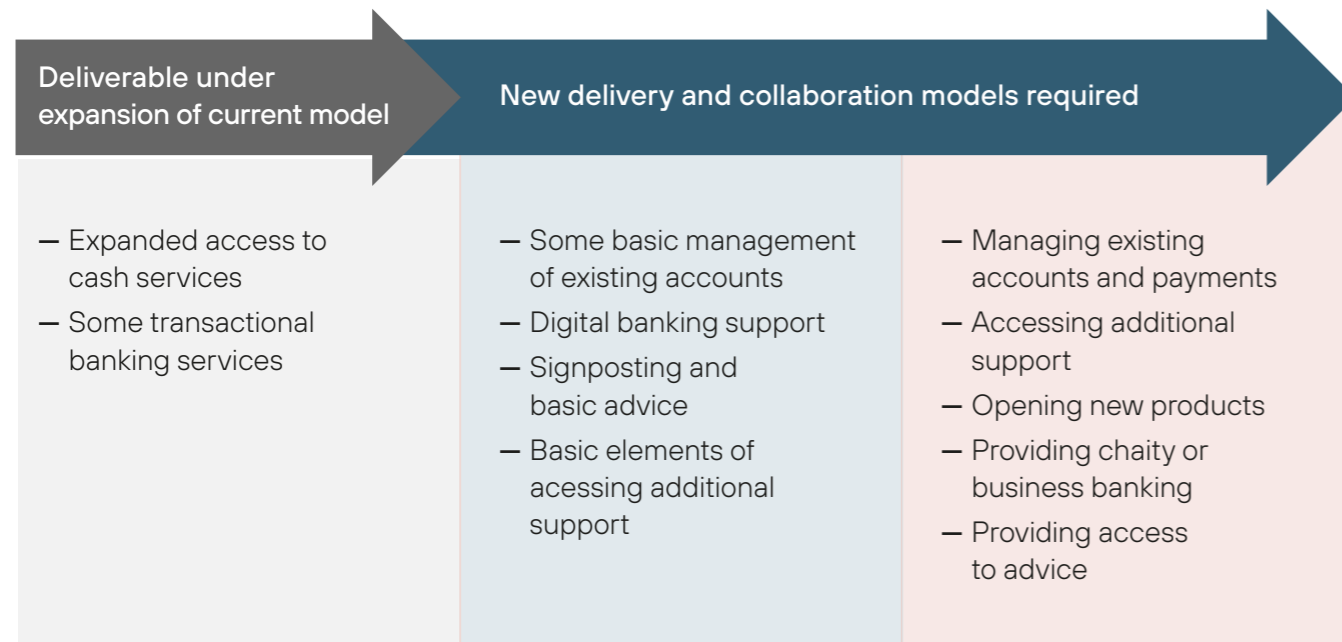 Deliverable under
expansion of current model
New delivery and collaboration models required
— Expanded access to
cash services
— Some transactional
banking services
— Some basic management
of existing accounts
— Digital banking support
— Signposting and
basic advice
— Basic elements of
acessing additional
support
— Managing existing
accounts and payments
— Accessing additional
support
— Opening new products
— Providing chaity or
business banking
— Providing access
to advice